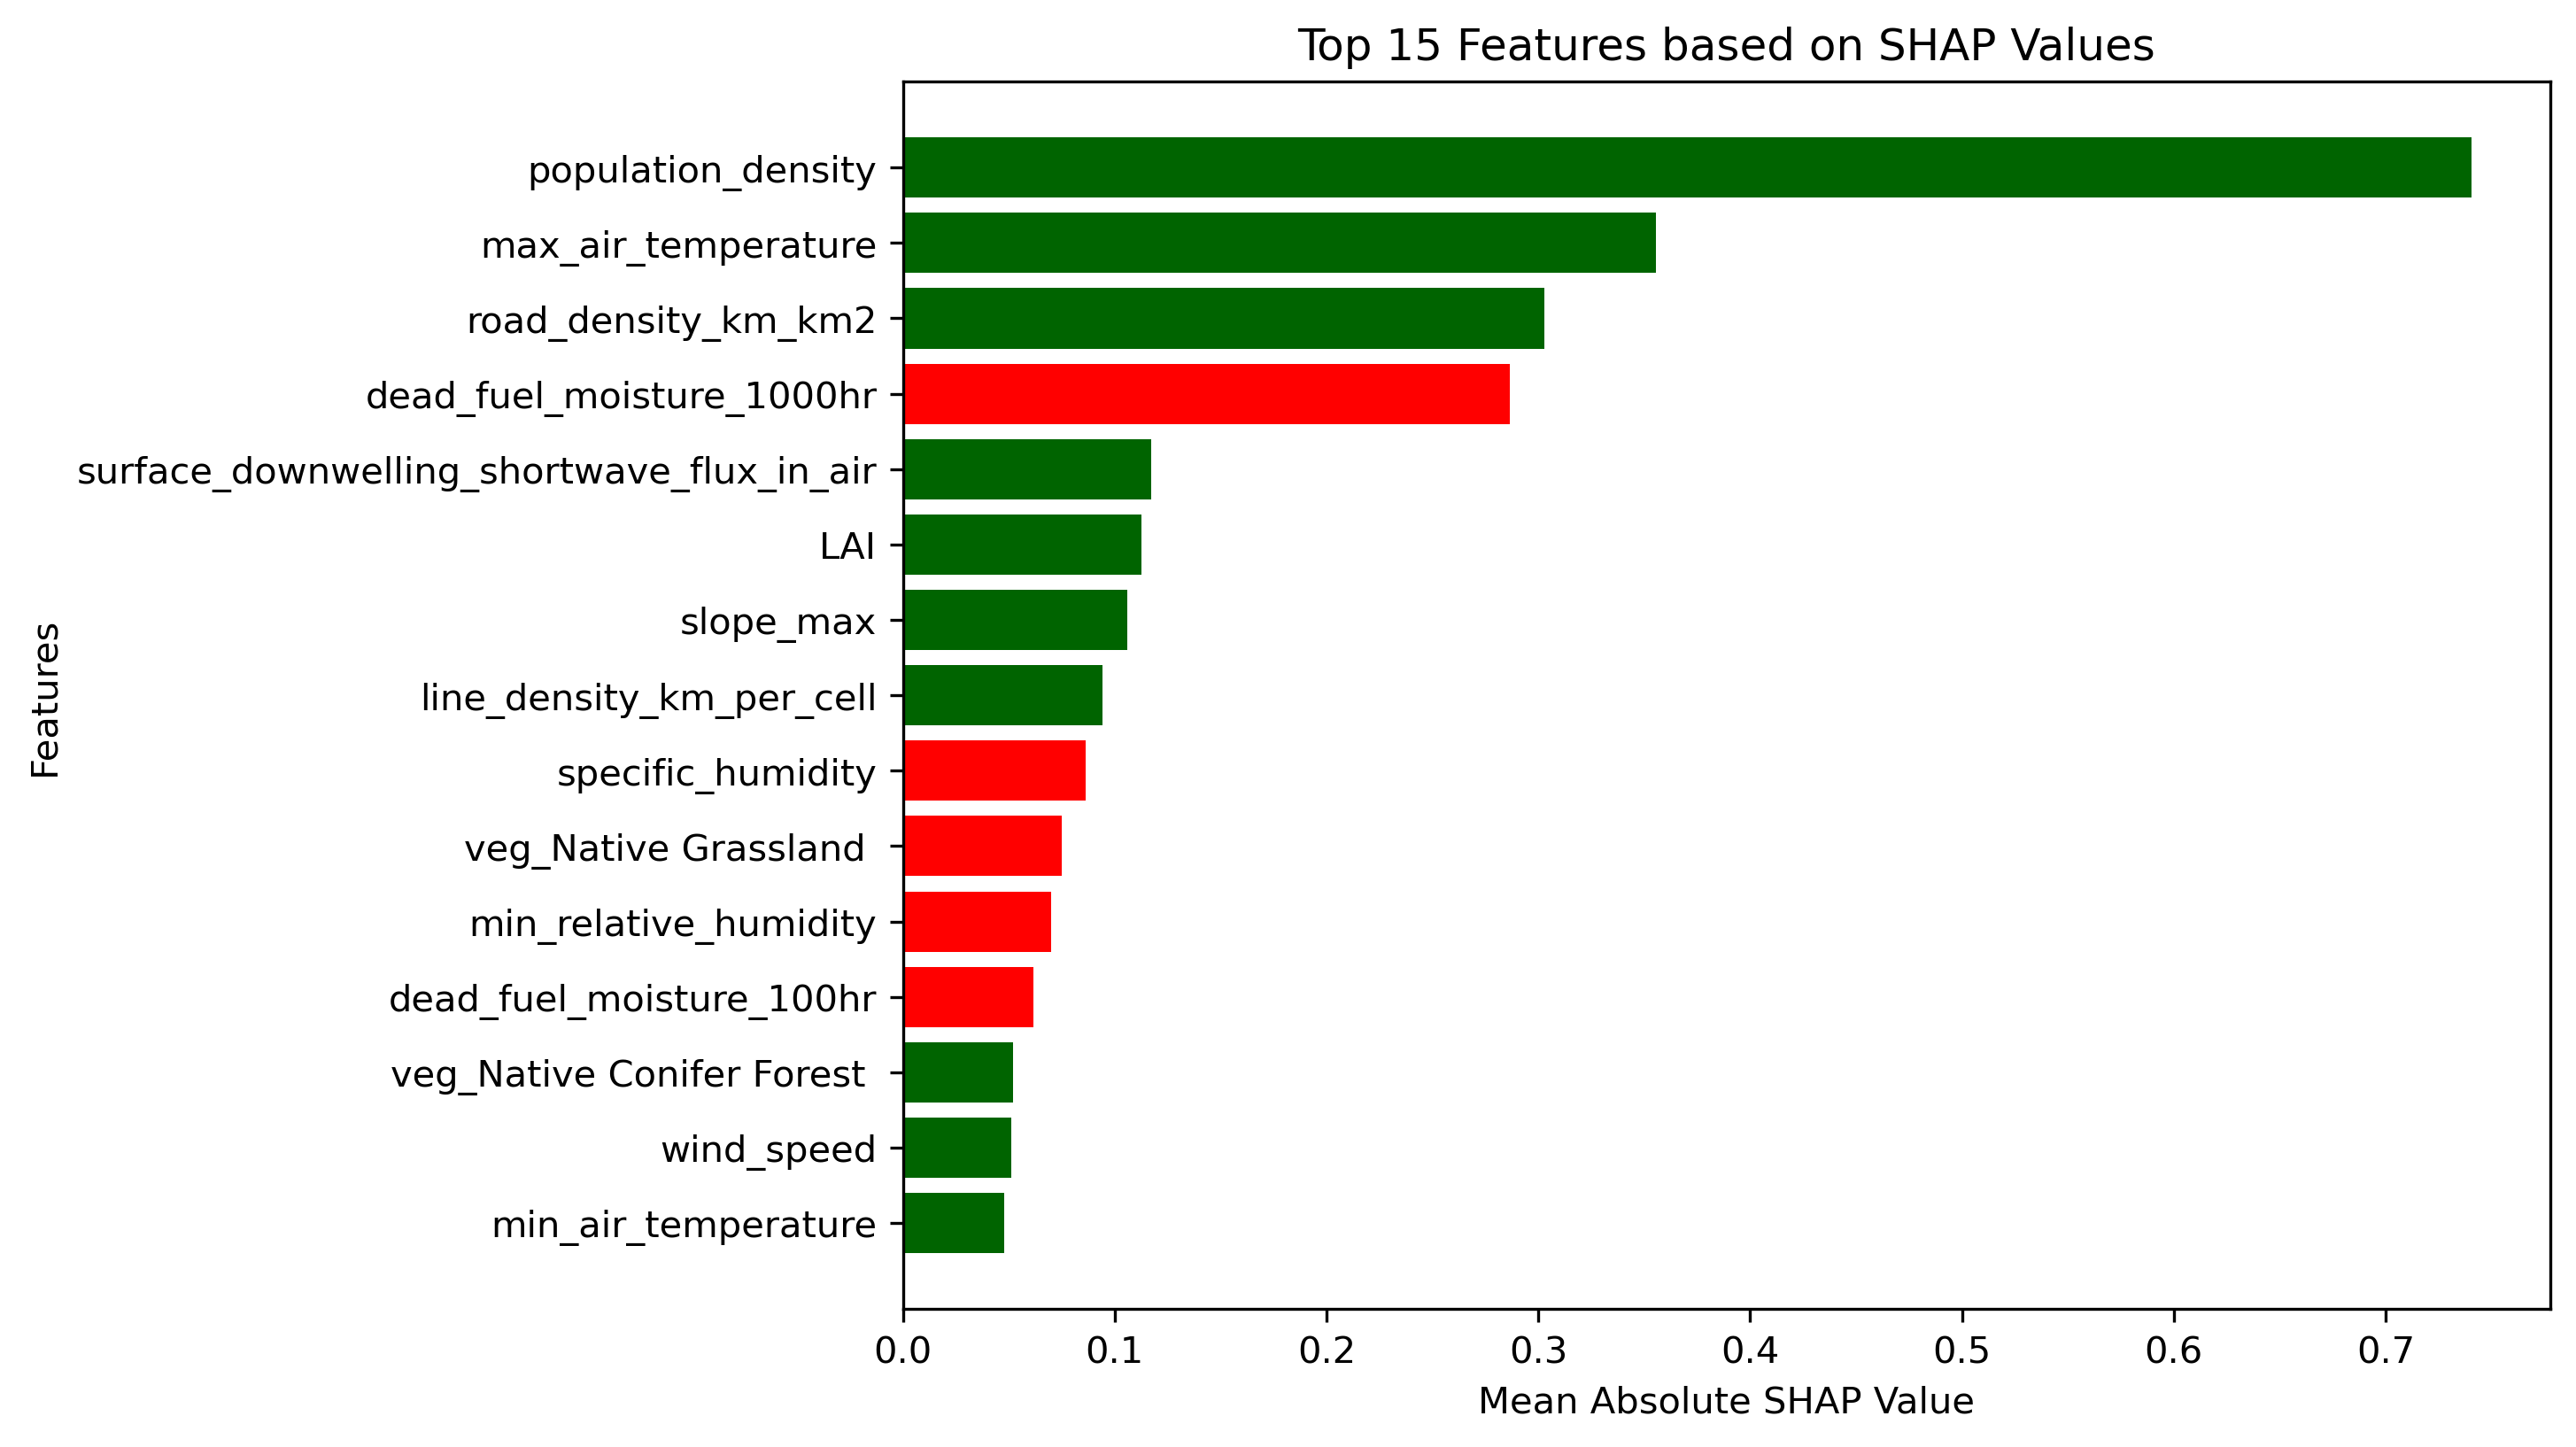 Top 15 Features based on SHAP Values
Features
population_density
max_air_temperature
road_density_km_km2
dead_fuel_moisture_1000hr
surface_downwelling_shortwave_flux_in_air
LAI
slope_max
line_density_km_per_cell
specific_humidity
veg_Native Grassland
min_relative_humidity
dead_fuel_moisture_100hr
veg_Native Conifer Forest
wind_speed
min_air_temperature
0.0 0.1 0.2 0.3 0.4 0.5 0.6 0.7
Mean Absolute SHAP Value